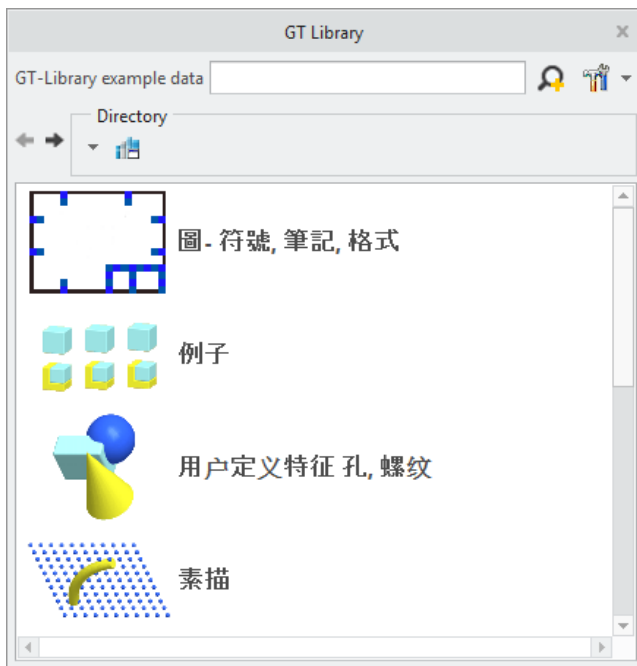 GT Library
GT-Library example data
Directory
圖- 符號, 筆記, 格式
例子
用户定义特征 孔, 螺纹
素描